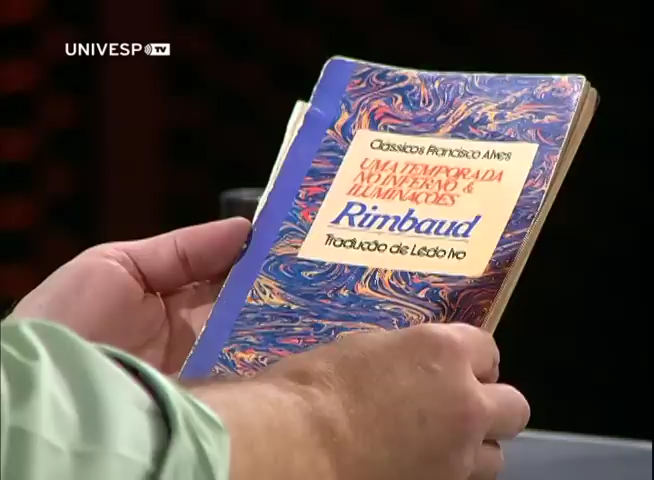 UNIVESP TV
Clássicos Francisco Alves
UMA TEMPORADA
NO INFERNO &
ILUMINAÇÕES
Rimbaud
Tradução de Lêdo Ivo